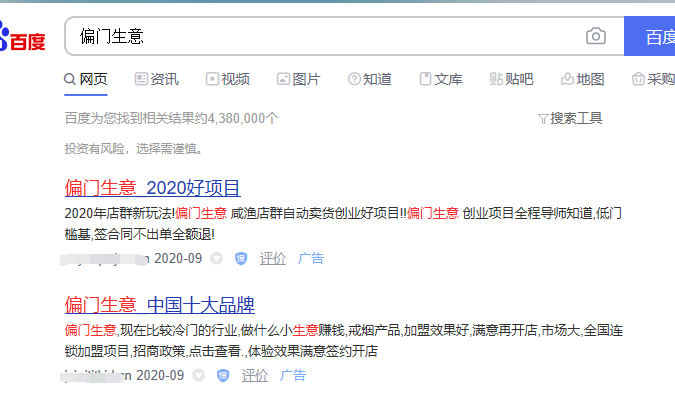 百度
偏门生意
百度
网页 资讯 视频 图片 知道 文库 贴吧 地图 采购
百度为您找到相关结果约4,380,000个
搜索工具
投资有风险，选择需谨慎。
偏门生意_2020好项目
2020年店群新玩法!偏门生意 咸渔店群自动卖货创业好项目!!偏门生意 创业项目全程导师知道,低门
槛基,签合同不出单全额退!
2020-09 保 评价 广告
偏门生意_中国十大品牌
偏门生意,现在比较冷门的行业,做什么小生意赚钱,戒烟产品,加盟效果好,满意再开店,市场大,全国连
锁加盟项目,招商政策,点击查看.,体验效果满意签约开店
2020-09 保 评价 广告